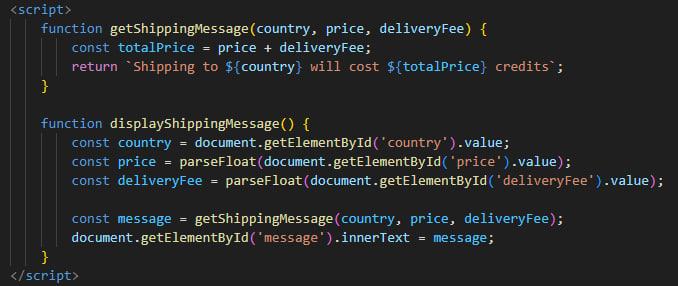 <script>
function getShippingMessage(country, price, deliveryFee) {
const totalPrice = price + deliveryFee;
return `Shipping to ${country} will cost ${totalPrice} credits`;
}
function displayShippingMessage() {
const country = document.getElementById('country').value;
const price = parseFloat(document.getElementById('price').value);
const deliveryFee = parseFloat(document.getElementById('deliveryFee').value);
const message = getShippingMessage(country, price, deliveryFee);
document.getElementById('message').innerText = message;
}
</script>